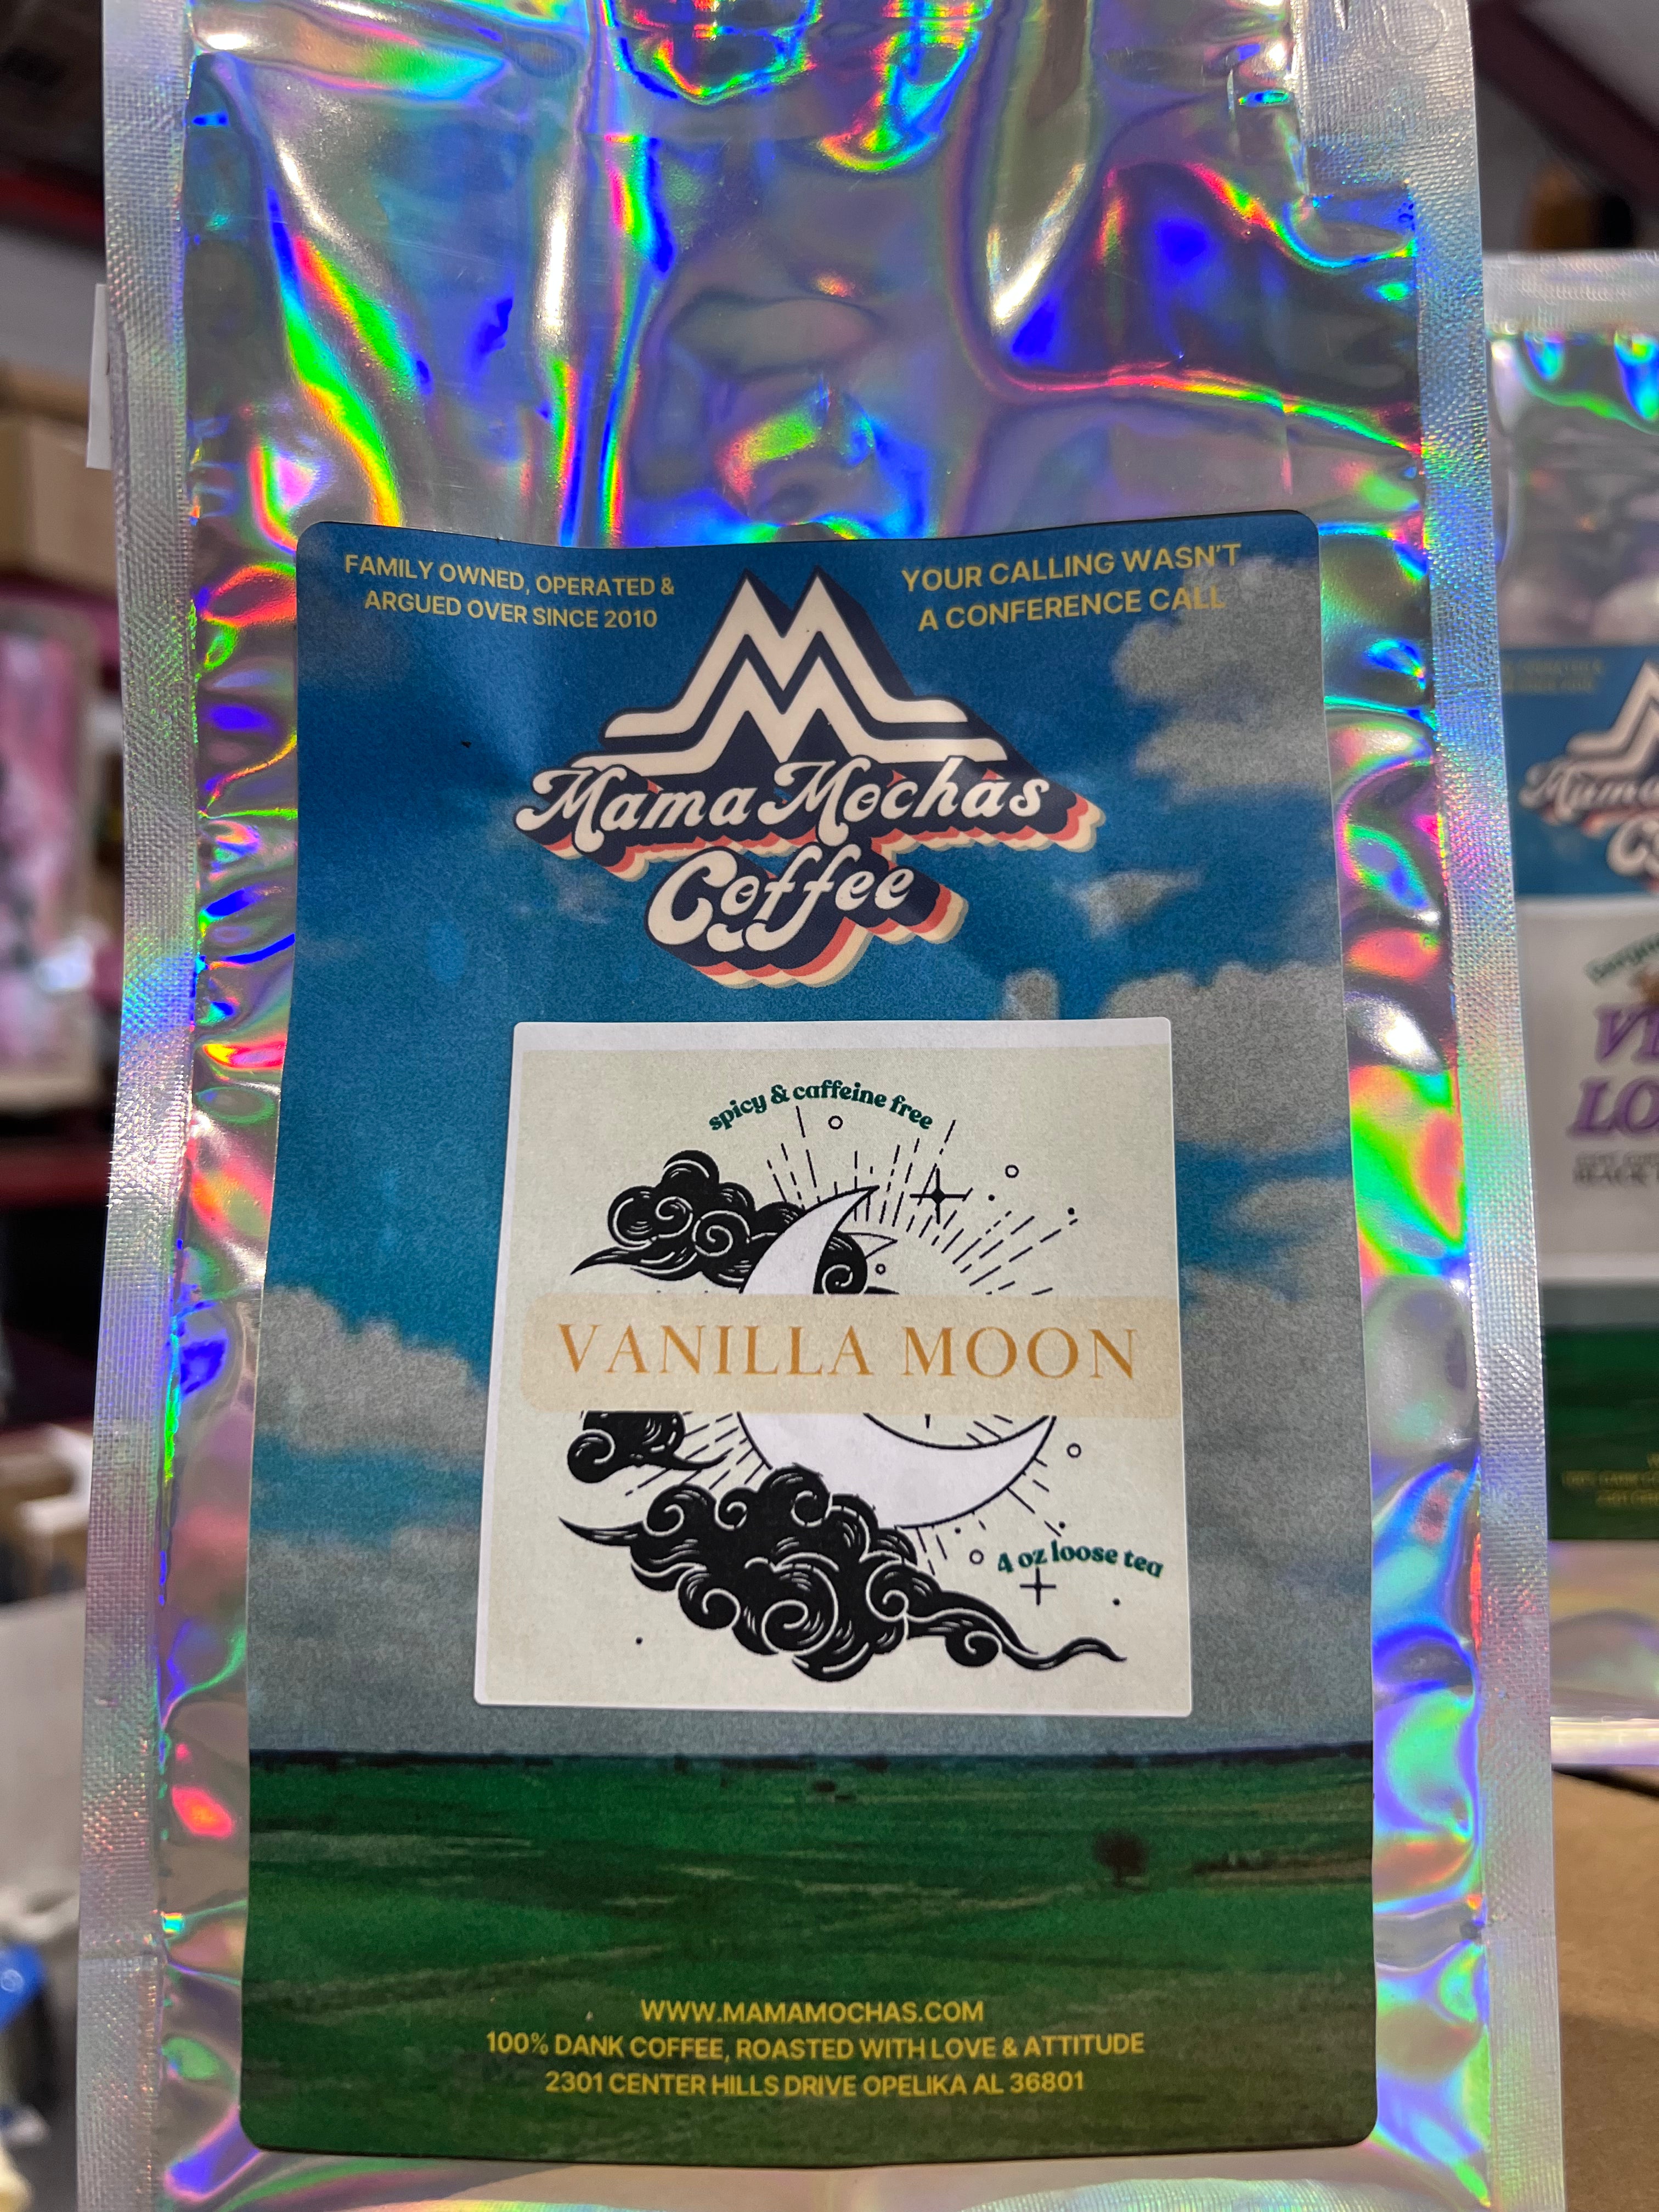 FAMILY OWNED, OPERATED &
ARGUED OVER SINCE 2010
YOUR CALLING WASN'T
A CONFERENCE CALL
Mama Mochas
Coffee
spicy & caffeine free
VANILLA MOON
4 oz loose tea
WWW.MAMAMOCHAS.COM
100% DANK COFFEE, ROASTED WITH LOVE & ATTITUDE
2301 CENTER HILLS DRIVE OPELIKA AL 36801